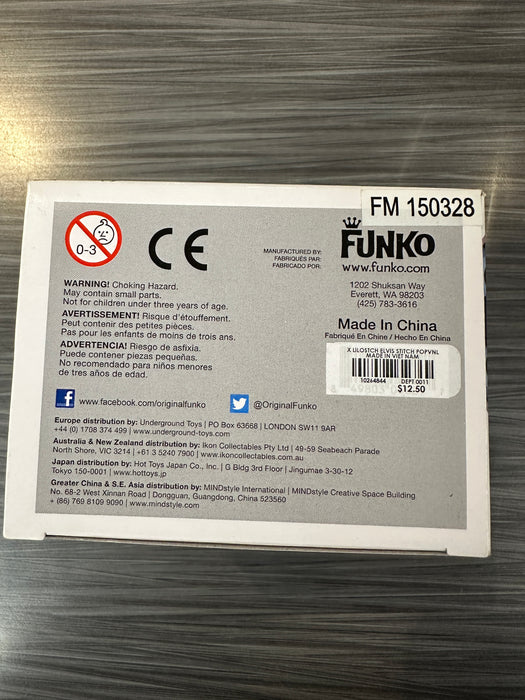 FM 150328
0-3
CE
MANUFACTURED BY:
FABRIQUÉS PAR:
FABRICADO POR:
FUNKO
www.funko.com
1202 Shuksan Way
Everett, WA 98203
(425) 783-3616
WARNING! Choking Hazard.
May contain small parts.
Not for children under three years of age.
AVERTISSEMENT! Risque d'étouffement.
Peut contenir des petites pièces.
Pas pour les enfants de moins de trois ans.
ADVERTENCIA! Riesgo de asfixia.
Puede contener piezas pequeñas.
No recomendado para niños menores
de tres años de edad.
Made In China
Fabriqué En Chine / Hecho En China
X LILOSTCH ELVIS STITCH POPVNL
MADE IN VIET NAM
10264844
DEPT 0011
$12.50
www.facebook.com/originalfunko
@OriginalFunko
Europe distribution by: Underground Toys | PO BOX 63668 | LONDON SW11 9AR
+44 (0) 1708 374 499 | www.underground-toys.com
Australia & New Zealand distribution by: Ikon Collectables Pty Ltd | 49-59 Seabeach Parade
North Shore, VIC 3214 | +61 3 5240 7900 | www.ikoncollectables.com.au
Japan distribution by: Hot Toys Japan Co., Inc. | G Bldg 3rd Floor | Jingumae 3-30-12
Tokyo 150-0001 | www.hottoys.jp
Greater China & S.E. Asia distribution by: MINDstyle International | MINDstyle Creative Space Building
No. 68-2 West Xinnan Road | Dongguan, Guangdong, China 523560
+ (86) 769 8109 9090 | www.mindstyle.com